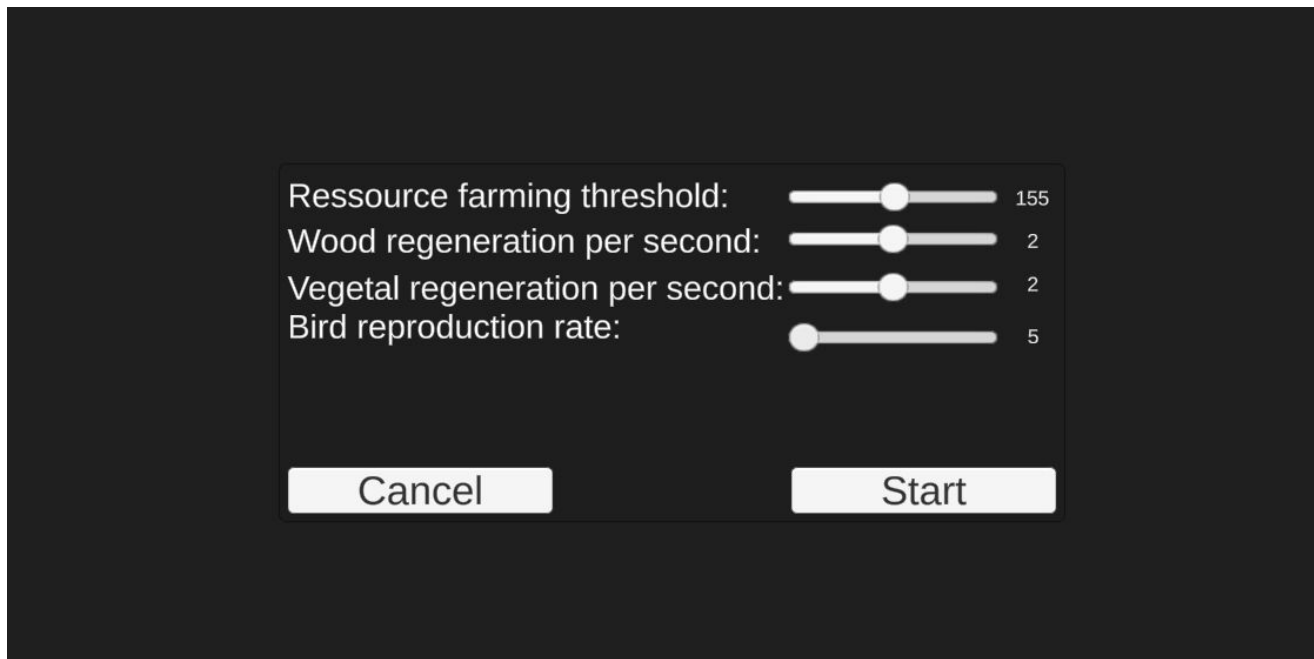 Ressource farming threshold: 155
Wood regeneration per second: 2
Vegetal regeneration per second: 2
Bird reproduction rate: 5
Cancel Start